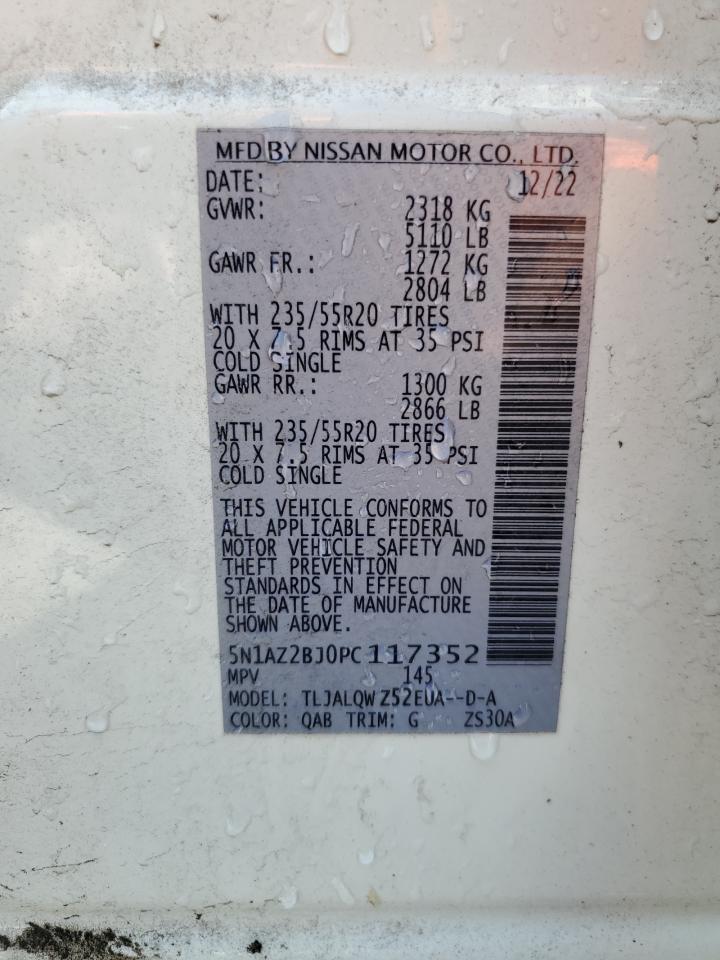 MFD BY NISSAN MOTOR CO., LTD.
DATE: 12/22
GVWR: 2318 KG
5110 LB
GAWR FR.: 1272 KG
2804 LB
WITH 235/55R20 TIRES
20 X 7.5 RIMS AT 35 PSI
COLD SINGLE
GAWR RR.: 1300 KG
2866 LB
WITH 235/55R20 TIRES
20 X 7.5 RIMS AT 35 PSI
COLD SINGLE
THIS VEHICLE CONFORMS TO
ALL APPLICABLE FEDERAL
MOTOR VEHICLE SAFETY AND
THEFT PREVENTION
STANDARDS IN EFFECT ON
THE DATE OF MANUFACTURE
SHOWN ABOVE.
5N1AZ2BJ0PC117352
MPV 145
MODEL: TLJALQW Z52EUA--D-A
COLOR: QAB TRIM: G ZS30A